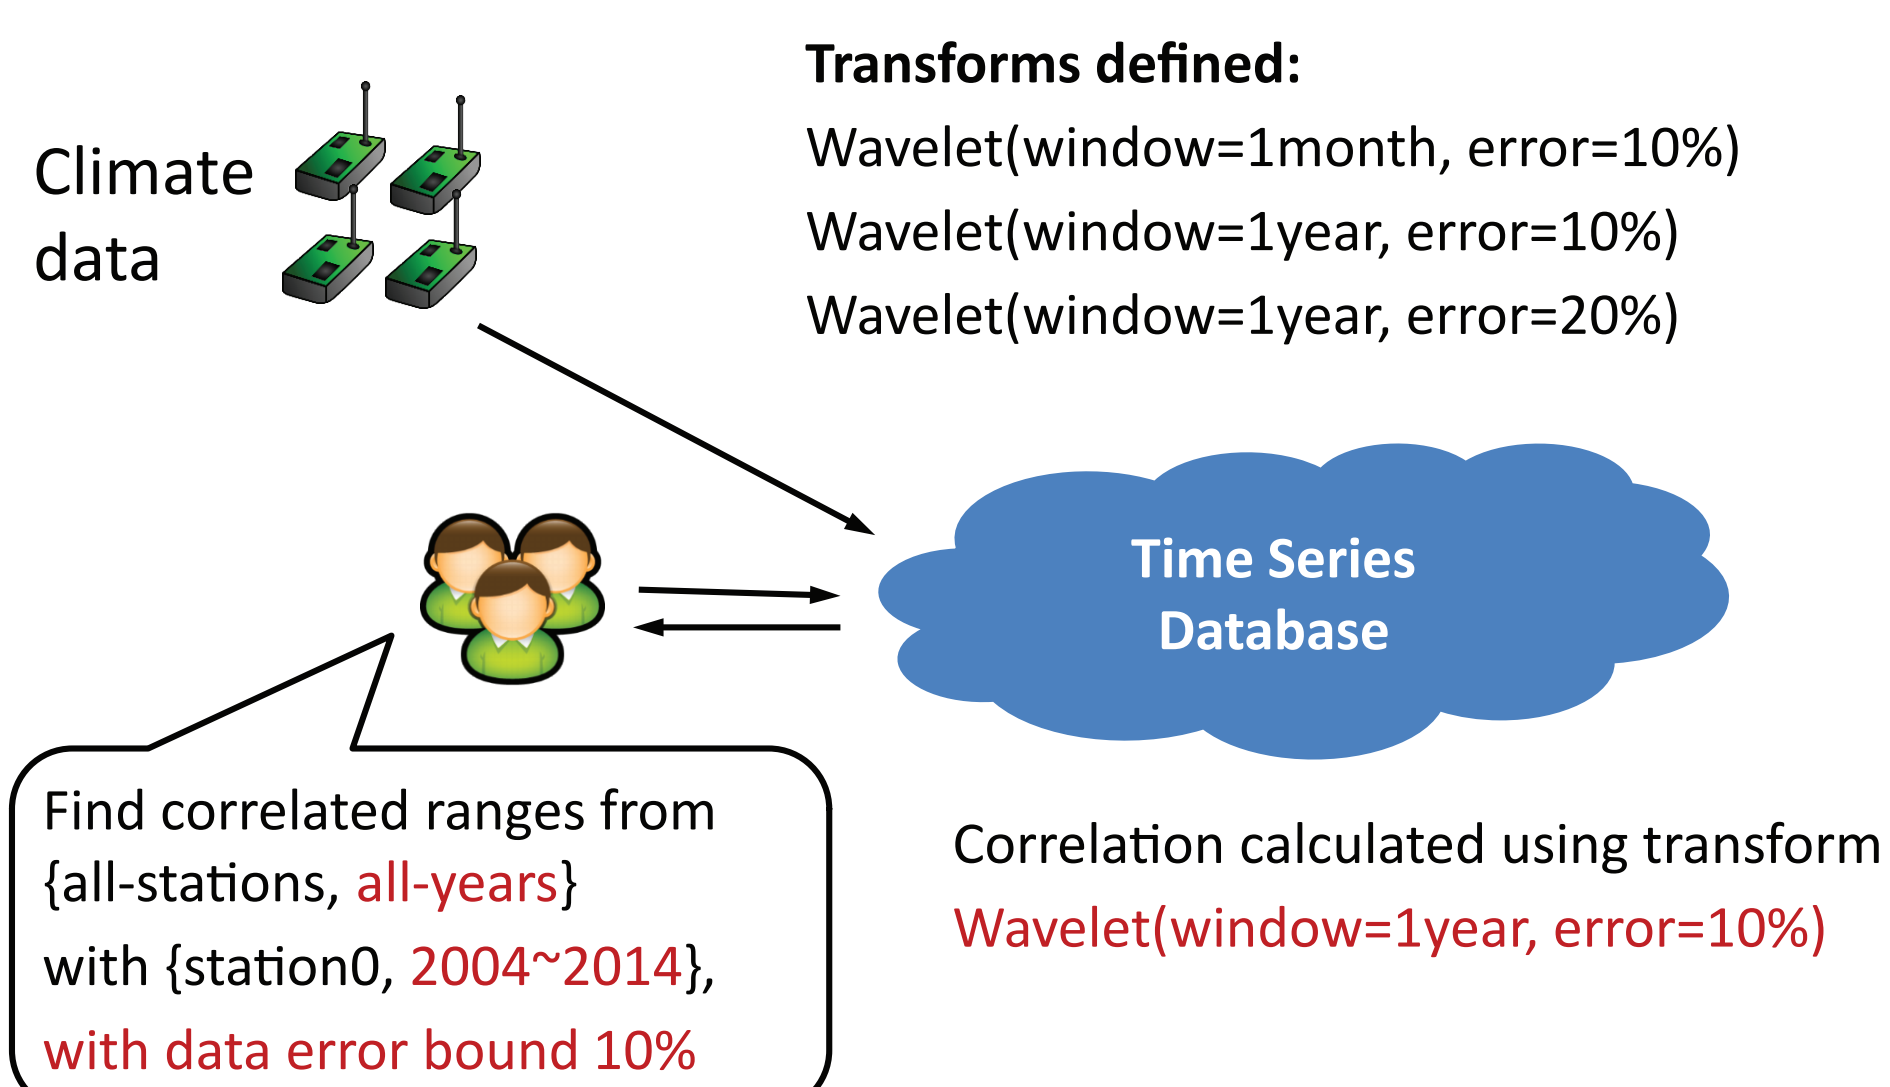 Transforms defined:
Wavelet(window=1month, error=10%)
Wavelet(window=1year, error=10%)
Wavelet(window=1year, error=20%)
Climate
data
Time Series
Database
Find correlated ranges from
{all-stations, all-years}
with {station0, 2004~2014},
with data error bound 10%
Correlation calculated using transform
Wavelet(window=1year, error=10%)